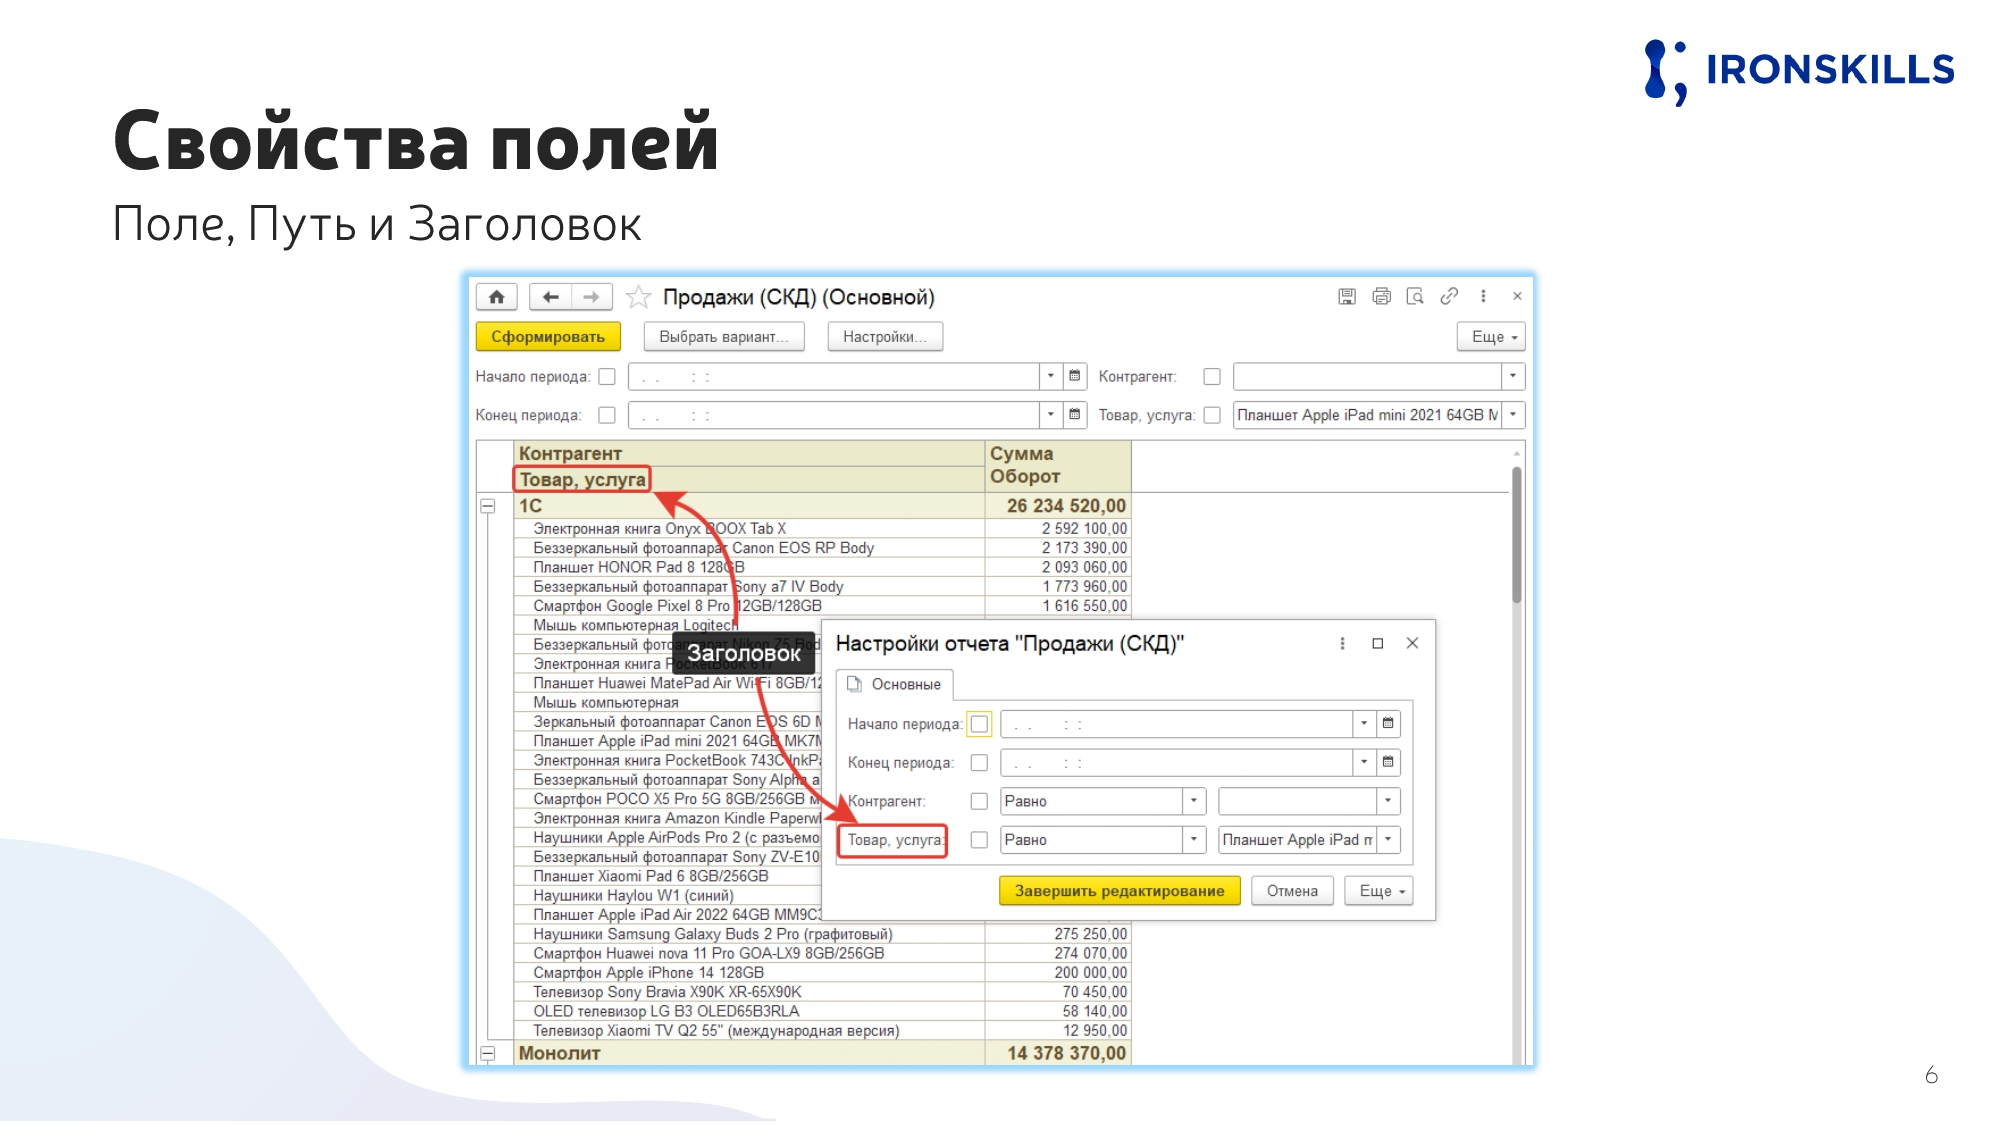 IRONSKILLS
Свойства полей
Поле, Путь и Заголовок
Продажи (СКД) (Основной)
Сформировать
Выбрать вариант...
Настройки...
Еще
Начало периода:
. . : :
Контрагент:
Конец периода:
. . : :
Товар, услуга:
Планшет Apple iPad mini 2021 64GB M
Контрагент
Сумма
Товар, услуга
Оборот
1С 26 234 520,00
Электронная книга Onyx BOOX Tab X 2 592 100,00
Беззеркальный фотоаппарат Canon EOS RP Body 2 173 390,00
Планшет HONOR Pad 8 128GB 2 093 060,00
Беззеркальный фотоаппарат Sony a7 IV Body 1 773 960,00
Смартфон Google Pixel 8 Pro 12GB/128GB 1 616 550,00
Мышь компьютерная Logitech
Беззеркальный фотоаппарат Nikon Z5 Bod
Электронная книга PocketBook 617
Заголовок
Планшет Huawei MatePad Air Wi-Fi 8GB/12
Мышь компьютерная
Зеркальный фотоаппарат Canon EOS 6D M
Планшет Apple iPad mini 2021 64GB MK7M
Электронная книга PocketBook 743C InkPa
Беззеркальный фотоаппарат Sony Alpha a
Смартфон POCO X5 Pro 5G 8GB/256GB м
Электронная книга Amazon Kindle Paperwh
Наушники Apple AirPods Pro 2 (с разъемо
Беззеркальный фотоаппарат Sony ZV-E10
Планшет Xiaomi Pad 6 8GB/256GB
Наушники Haylou W1 (синий)
Планшет Apple iPad Air 2022 64GB MM9C3
Наушники Samsung Galaxy Buds 2 Pro (графитовый) 275 250,00
Смартфон Huawei nova 11 Pro GOA-LX9 8GB/256GB 274 070,00
Смартфон Apple iPhone 14 128GB 200 000,00
Телевизор Sony Bravia X90K XR-65X90K 70 450,00
OLED телевизор LG B3 OLED65B3RLA 58 140,00
Телевизор Xiaomi TV Q2 55" (международная версия) 12 950,00
Монолит 14 378 370,00
Настройки отчета "Продажи (СКД)"
Основные
Начало периода:
. . : :
Конец периода:
. . : :
Контрагент:
Равно
Товар, услуга:
Равно
Планшет Apple iPad m
Завершить редактирование
Отмена
Еще
6